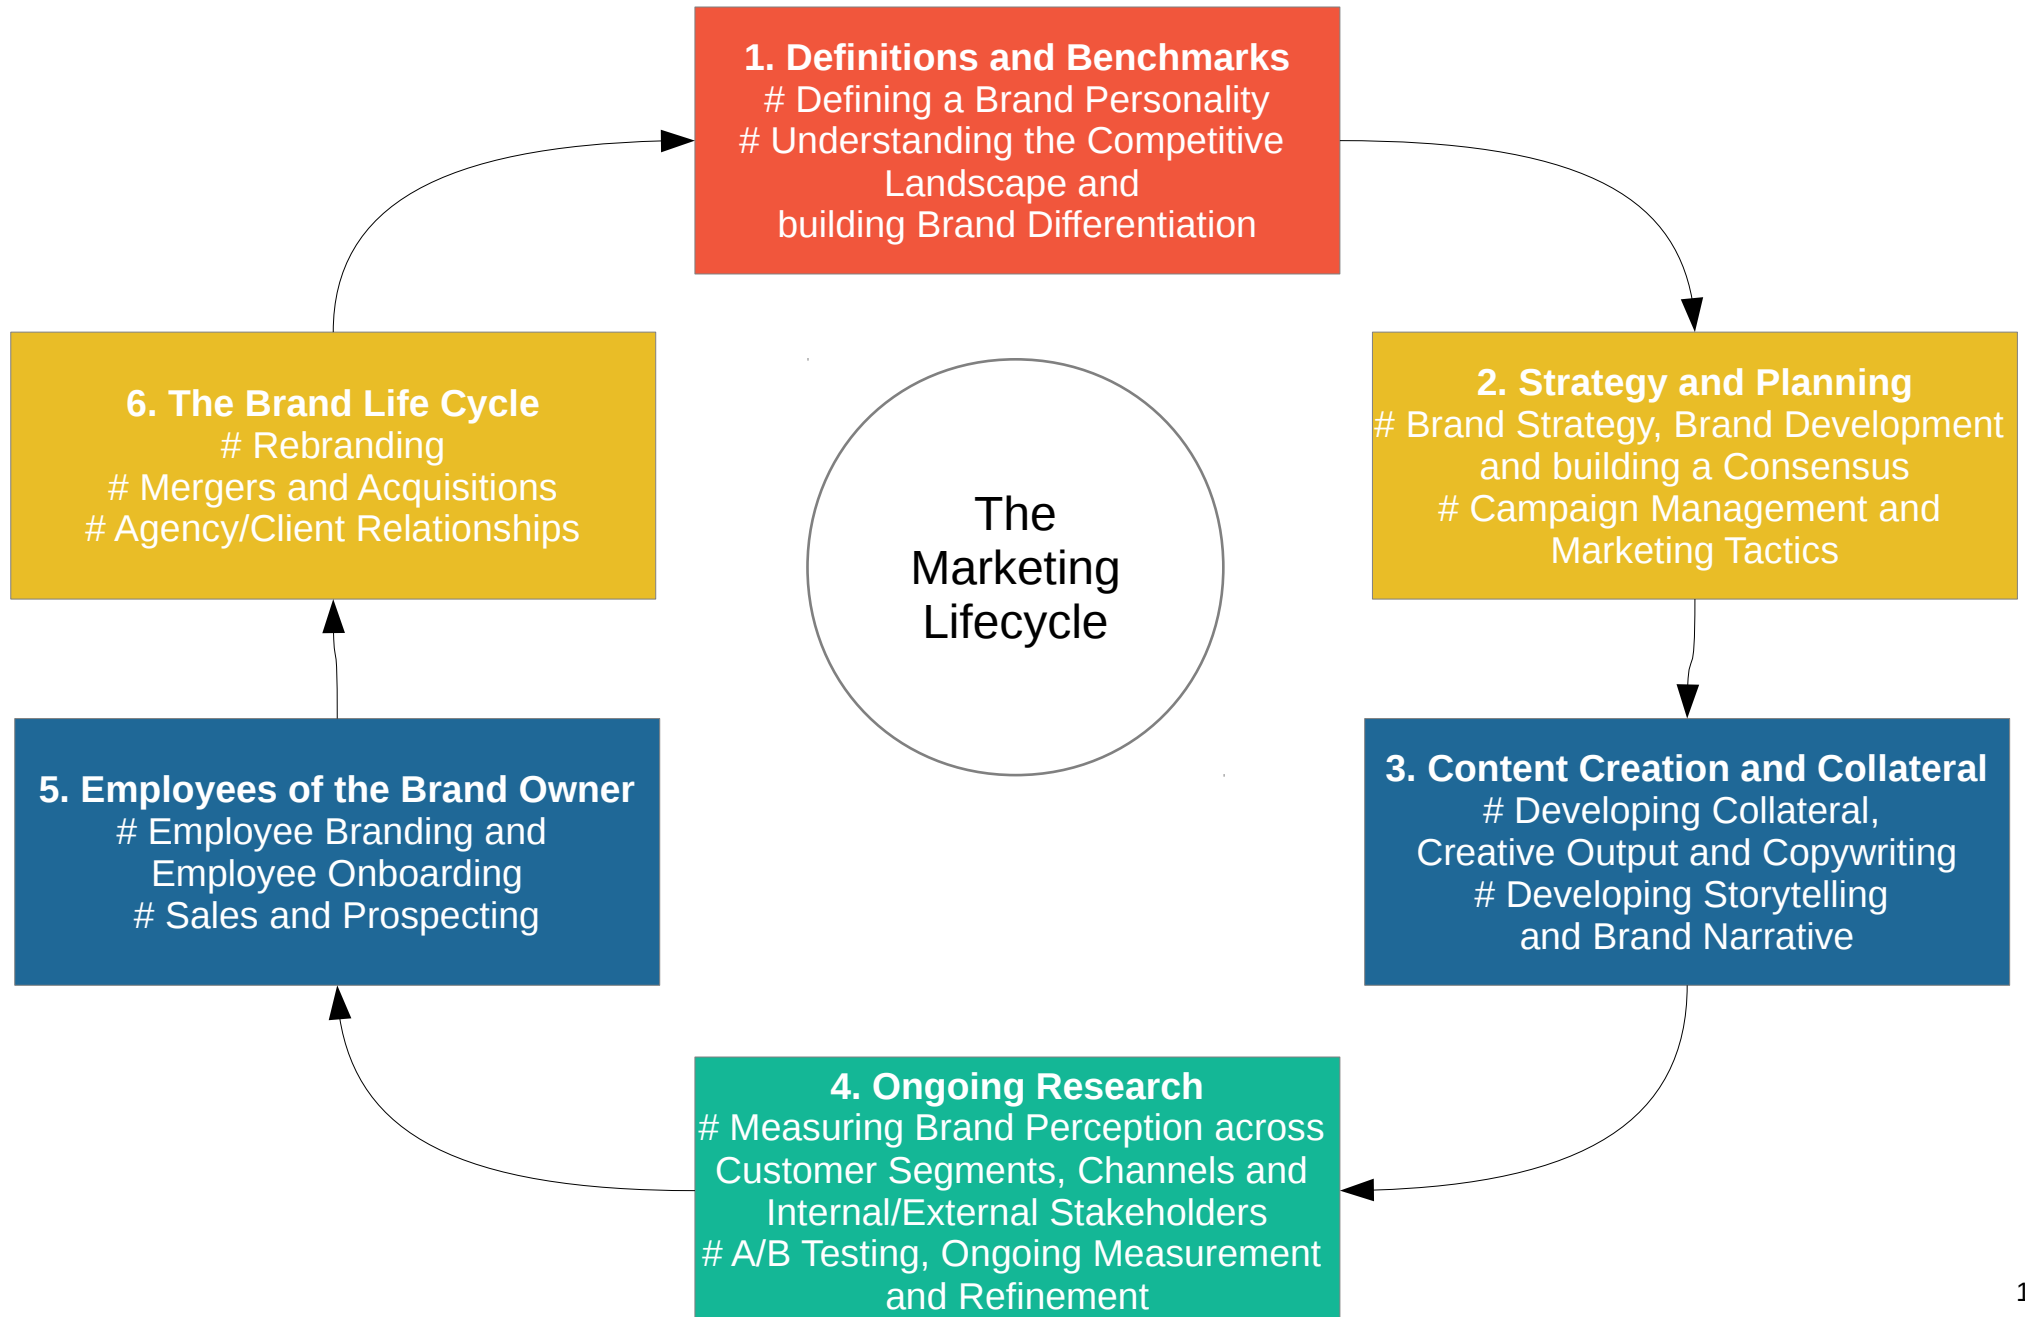 1. Definitions and Benchmarks
# Defining a Brand Personality
# Understanding the Competitive
Landscape and
building Brand Differentiation
2. Strategy and Planning
# Brand Strategy, Brand Development
and building a Consensus
# Campaign Management and
Marketing Tactics
3. Content Creation and Collateral
# Developing Collateral,
Creative Output and Copywriting
# Developing Storytelling
and Brand Narrative
4. Ongoing Research
# Measuring Brand Perception across
Customer Segments, Channels and
Internal/External Stakeholders
# A/B Testing, Ongoing Measurement
and Refinement
5. Employees of the Brand Owner
# Employee Branding and
Employee Onboarding
# Sales and Prospecting
6. The Brand Life Cycle
# Rebranding
# Mergers and Acquisitions
# Agency/Client Relationships
The
Marketing
Lifecycle
1